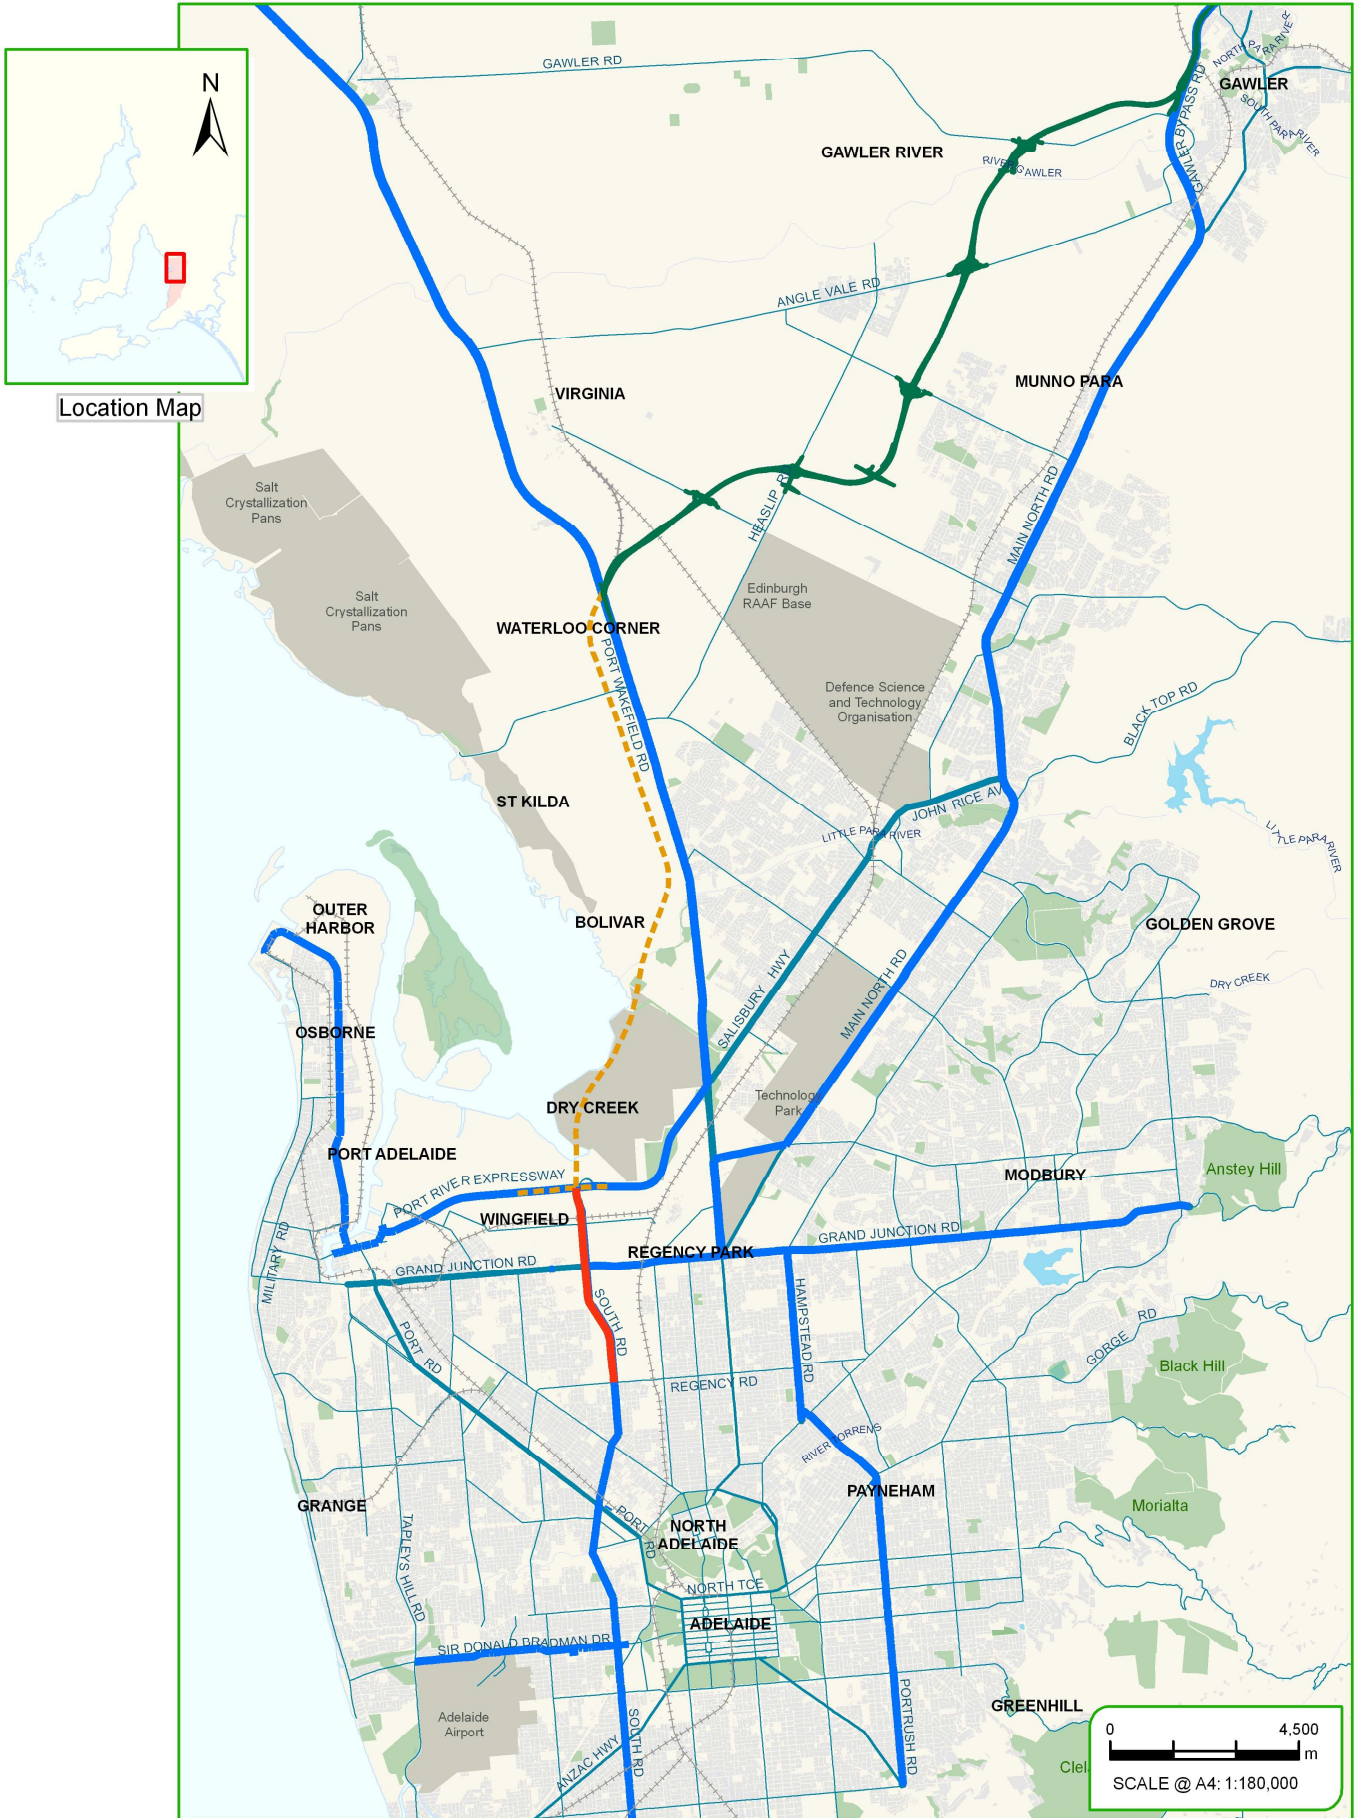 N
Location Map
GAWLER RD
NORTH PARA RIVER
GAWLER
SOUTH PARA RIVER
GAWLER BYPASS RD
GAWLER RIVER
RIVER GAWLER
ANGLE VALE RD
VIRGINIA
MUNNO PARA
HEASLIP RD
MAIN NORTH RD
Salt
Crystallization
Pans
Salt
Crystallization
Pans
Edinburgh
RAAF Base
WATERLOO CORNER
PORT WAKEFIELD RD
Defence Science
and Technology
Organisation
BLACK TOP RD
ST KILDA
JOHN RICE AV
LITTLE PARA RIVER
LITTLE PARA RIVER
OUTER
HARBOR
BOLIVAR
GOLDEN GROVE
SALISBURY HWY
MAIN NORTH RD
DRY CREEK
OSBORNE
DRY CREEK
Technology
Park
PORT ADELAIDE
PORT RIVER EXPRESSWAY
MODBURY
Anstey Hill
WINGFIELD
MILITARY RD
REGENCY PARK
GRAND JUNCTION RD
GRAND JUNCTION RD
SOUTH RD
HAMPSTEAD RD
PORT RD
GORGE RD
Black Hill
REGENCY RD
RIVER TORRENS
PAYNEHAM
GRANGE
Morialta
TAPLEYS HILL RD
PORT RD
NORTH
ADELAIDE
NORTH TCE
ADELAIDE
SIR DONALD BRADMAN DR
Adelaide
Airport
SOUTH RD
ANZAC HWY
PORTRUSH RD
GREENHILL
Clel
0 4,500
m
SCALE @ A4: 1:180,000